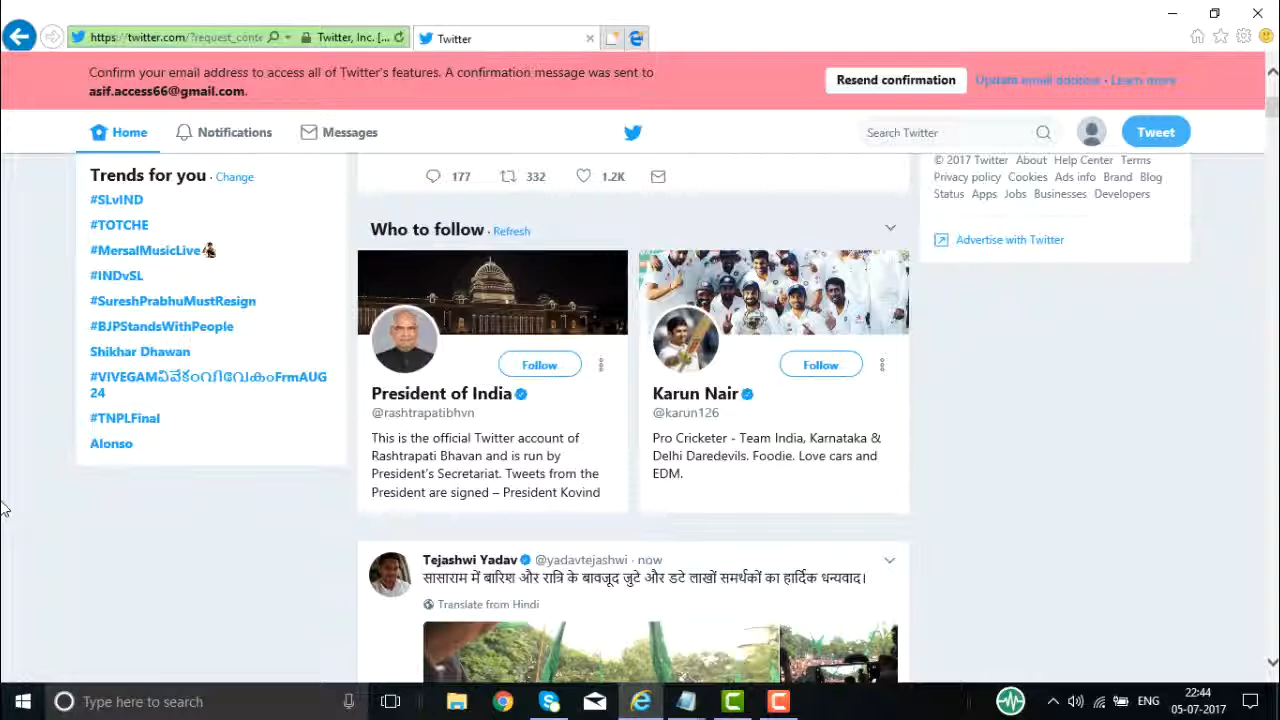 https://twitter.com/?request_conte
Twitter, Inc. [...
Twitter
Confirm your email address to access all of Twitter's features. A confirmation message was sent to
asif.access66@gmail.com.
Resend confirmation
Update email address · Learn more
Home
Notifications
Messages
Search Twitter
Tweet
Trends for you · Change
#SLvIND
#TOTCHE
#MersalMusicLive
#INDvSL
#SureshPrabhuMustResign
#BJPStandsWithPeople
Shikhar Dhawan
#VIVEGAMవివేకంവിവേകംFrmAUG
24
#TNPLFinal
Alonso
177
332
1.2K
Who to follow · Refresh
Follow
President of India
@rashtrapatibhvn
This is the official Twitter account of
Rashtrapati Bhavan and is run by
President's Secretariat. Tweets from the
President are signed – President Kovind
Follow
Karun Nair
@karun126
Pro Cricketer - Team India, Karnataka &
Delhi Daredevils. Foodie. Love cars and
EDM.
Tejashwi Yadav @yadavtejashwi · now
सासाराम में बारिश और रात्रि के बावजूद जुटे और डटे लाखों समर्थकों का हार्दिक धन्यवाद।
Translate from Hindi
© 2017 Twitter About Help Center Terms
Privacy policy Cookies Ads info Brand Blog
Status Apps Jobs Businesses Developers
Advertise with Twitter
Type here to search
ENG
22:44
05-07-2017